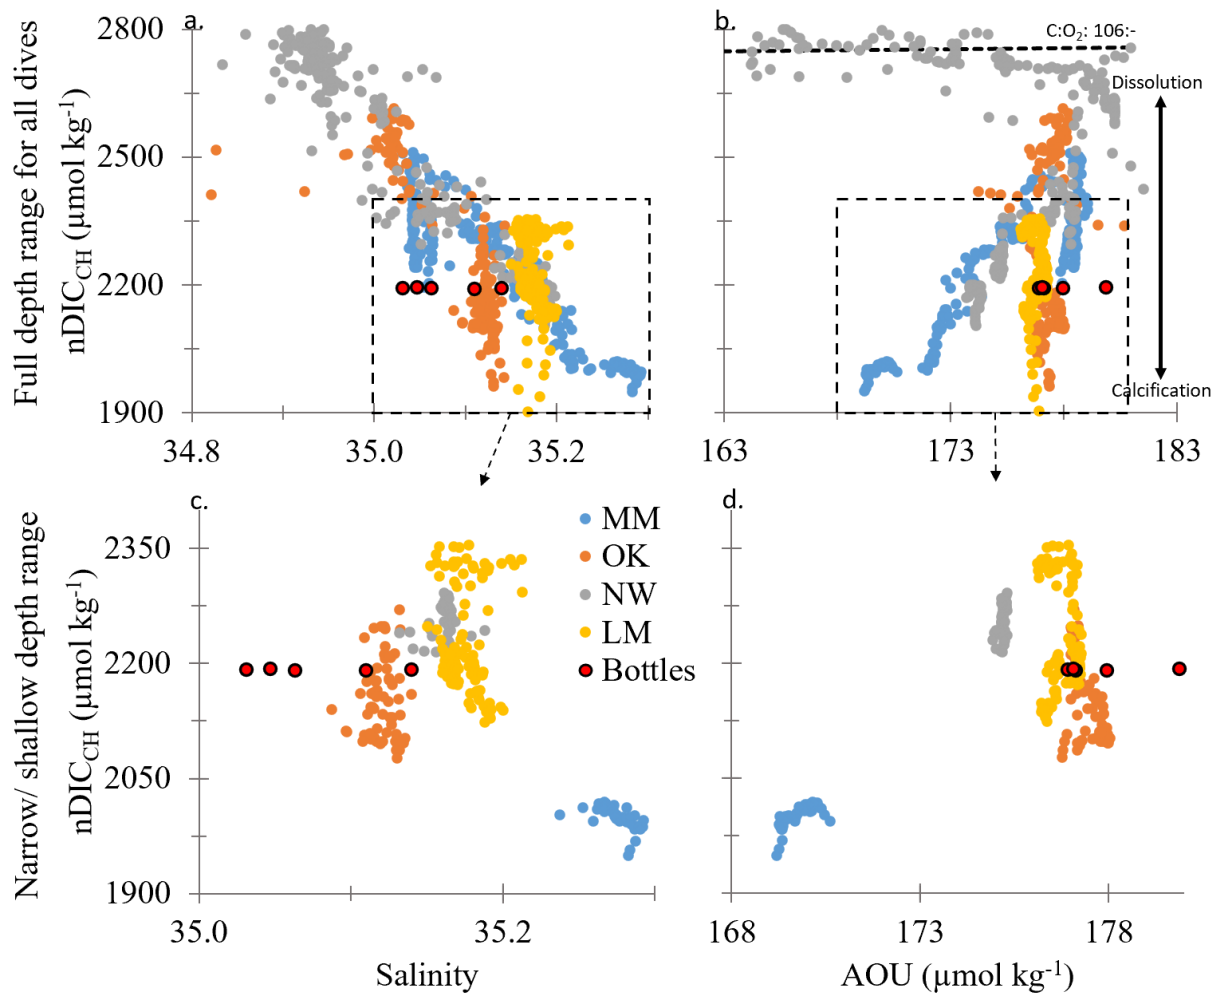 a.
b.
Full depth range for all dives
nDICCH (µmol kg-1)
2800
2500
2200
1900
34.8
35.0
35.2
C:O2: 106:-
Dissolution
Calcification
163
173
183
c.
d.
Narrow/ shallow depth range
nDICCH (µmol kg-1)
2350
2200
2050
1900
MM
OK
NW
LM
Bottles
35.0
35.2
Salinity
168
173
178
AOU (µmol kg-1)